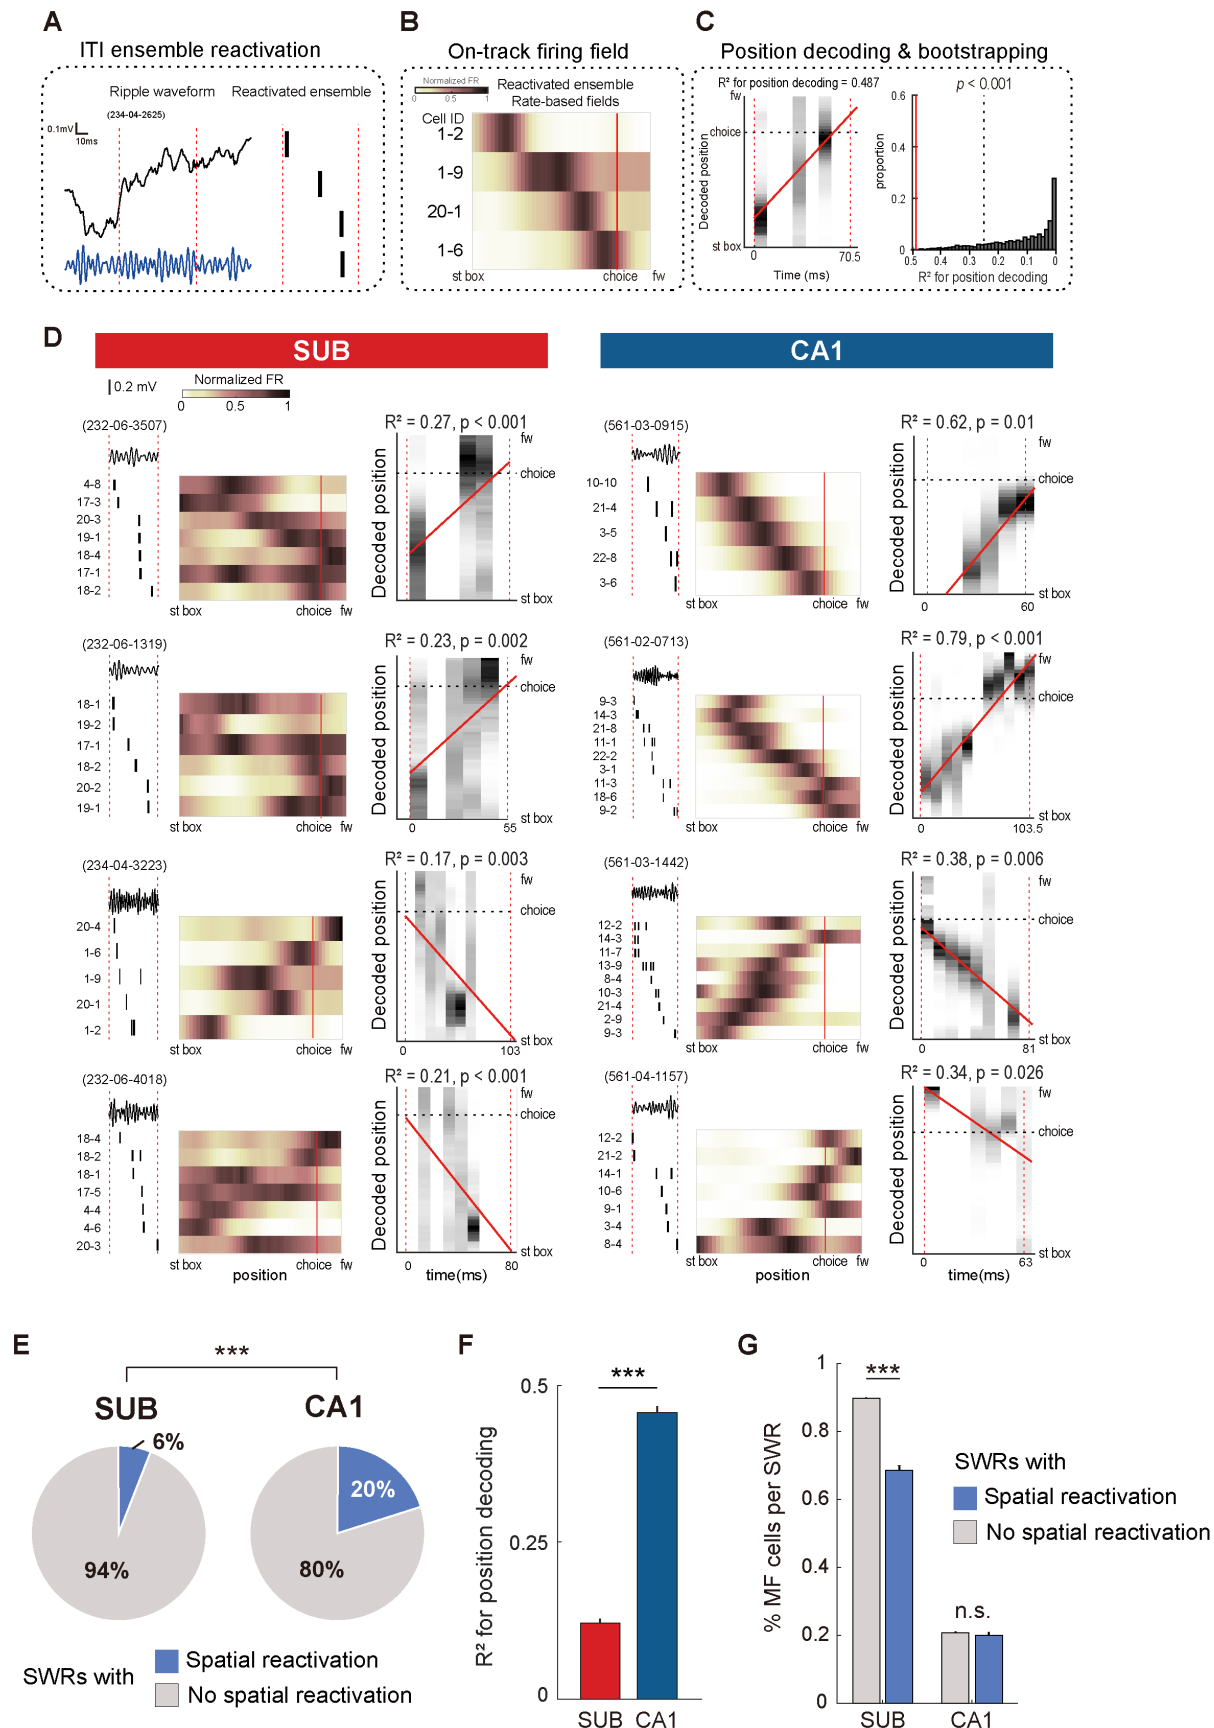 A
ITI ensemble reactivation
Ripple waveform
Reactivated ensemble
(234-04-2625)
0.1mV
10ms
B
On-track firing field
Normalized FR
0 0.5 1
Reactivated ensemble
Rate-based fields
Cell ID
1-2
1-9
20-1
1-6
st box choice fw
C
Position decoding & bootstrapping
R² for position decoding = 0.487
fw
choice
st box
Decoded position
0 70.5
Time (ms)
p < 0.001
0.6
0.4
0.2
0
proportion
0.5 0.4 0.3 0.2 0.1 0
R² for position decoding
D
SUB
CA1
0.2 mV
Normalized FR
0 0.5 1
(232-06-3507)
4-8
17-3
20-3
19-1
18-4
17-1
18-2
st box choice fw
R² = 0.27, p < 0.001
Decoded position
fw
choice
st box
(561-03-0915)
10-10
21-4
3-5
22-8
3-6
st box choice fw
R² = 0.62, p = 0.01
Decoded position
fw
choice
st box
0 60
(232-06-1319)
18-1
19-2
17-1
18-2
20-2
19-1
st box choice fw
R² = 0.23, p = 0.002
Decoded position
fw
choice
st box
0 55
(561-02-0713)
9-3
14-3
21-8
11-1
22-2
3-1
11-3
18-6
9-2
st box choice fw
R² = 0.79, p < 0.001
Decoded position
fw
choice
st box
0 103.5
(234-04-3223)
20-4
1-6
1-9
20-1
1-2
st box choice fw
R² = 0.17, p = 0.003
Decoded position
fw
choice
st box
0 103
(561-03-1442)
12-2
14-3
11-7
13-9
8-4
10-3
21-4
2-9
9-3
st box choice fw
R² = 0.38, p = 0.006
Decoded position
fw
choice
st box
0 81
(232-06-4018)
18-4
18-2
18-1
17-5
4-4
4-6
20-3
st box choice fw
position
R² = 0.21, p < 0.001
Decoded position
fw
choice
st box
0 80
time(ms)
(561-04-1157)
12-2
21-2
14-1
10-6
9-1
3-4
8-4
st box choice fw
position
R² = 0.34, p = 0.026
Decoded position
fw
choice
st box
0 63
time(ms)
E
***
SUB
CA1
6%
94%
20%
80%
SWRs with
Spatial reactivation
No spatial reactivation
F
***
0.5
0.25
0
R² for position decoding
SUB CA1
G
1
0.8
0.6
0.4
0.2
0
% MF cells per SWR
***
n.s.
SUB CA1
SWRs with
Spatial reactivation
No spatial reactivation